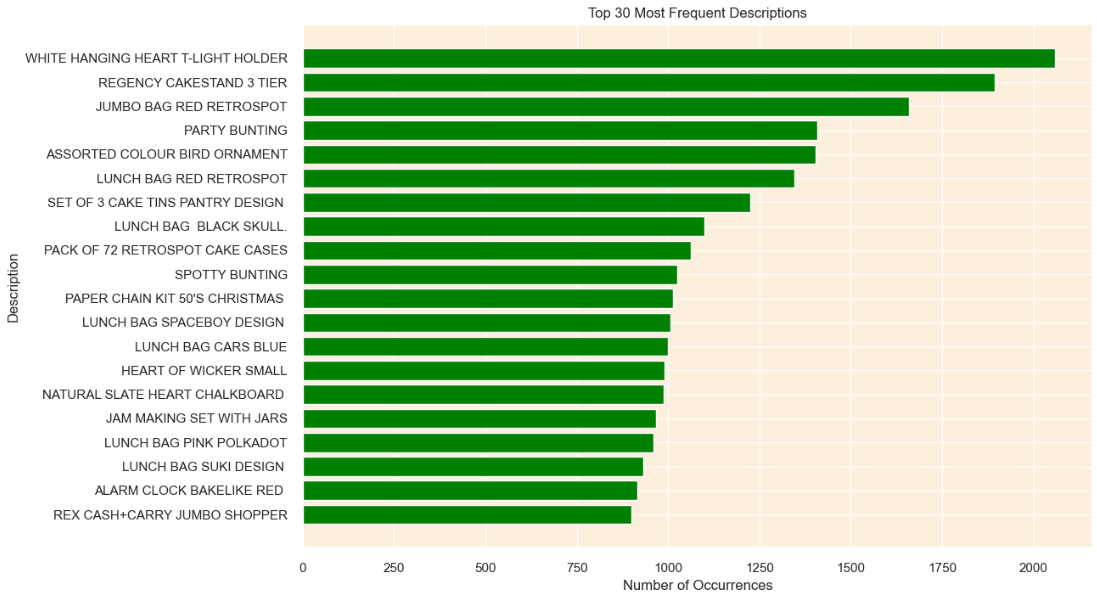 Top 30 Most Frequent Descriptions
WHITE HANGING HEART T-LIGHT HOLDER
REGENCY CAKESTAND 3 TIER
JUMBO BAG RED RETROSPOT
PARTY BUNTING
ASSORTED COLOUR BIRD ORNAMENT
LUNCH BAG RED RETROSPOT
SET OF 3 CAKE TINS PANTRY DESIGN
LUNCH BAG  BLACK SKULL.
PACK OF 72 RETROSPOT CAKE CASES
SPOTTY BUNTING
PAPER CHAIN KIT 50'S CHRISTMAS
LUNCH BAG SPACEBOY DESIGN
LUNCH BAG CARS BLUE
HEART OF WICKER SMALL
NATURAL SLATE HEART CHALKBOARD
JAM MAKING SET WITH JARS
LUNCH BAG PINK POLKADOT
LUNCH BAG SUKI DESIGN
ALARM CLOCK BAKELIKE RED
REX CASH+CARRY JUMBO SHOPPER
Description
0 250 500 750 1000 1250 1500 1750 2000
Number of Occurrences